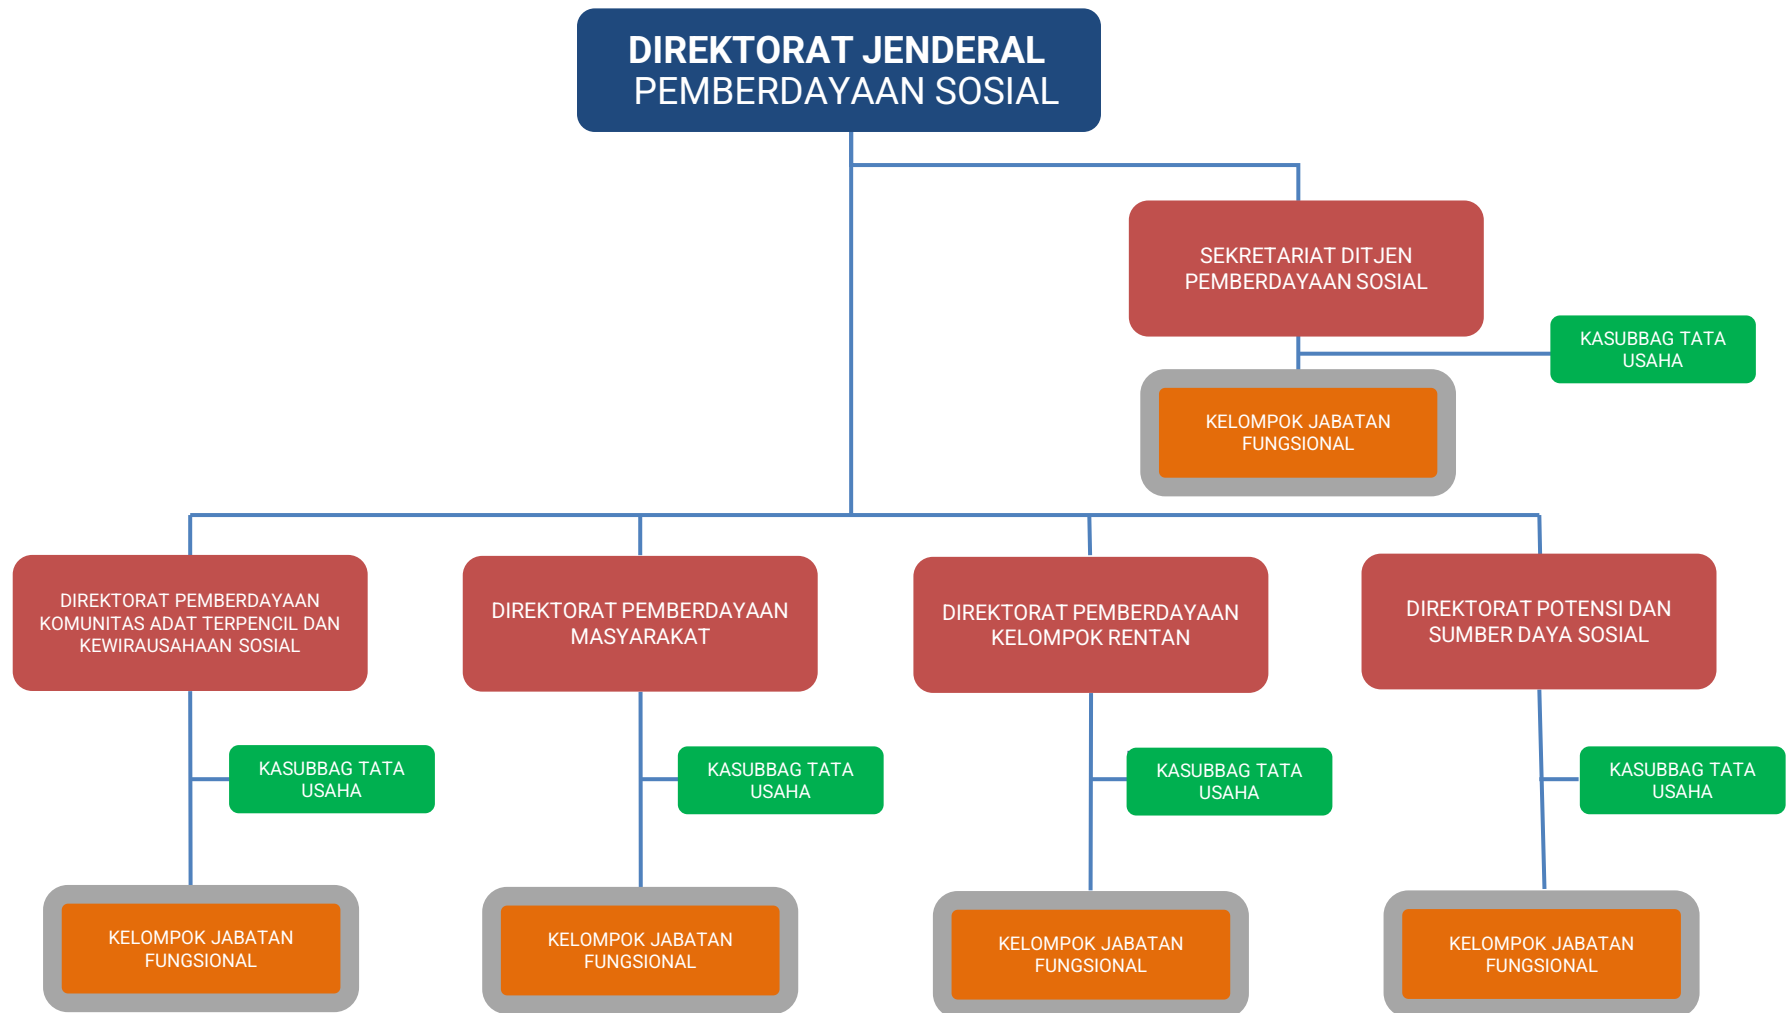 DIREKTORAT JENDERAL
PEMBERDAYAAN SOSIAL
SEKRETARIAT DITJEN
PEMBERDAYAAN SOSIAL
KASUBBAG TATA
USAHA
KELOMPOK JABATAN
FUNGSIONAL
DIREKTORAT PEMBERDAYAAN
KOMUNITAS ADAT TERPENCIL DAN
KEWIRAUSAHAAN SOSIAL
DIREKTORAT PEMBERDAYAAN
MASYARAKAT
DIREKTORAT PEMBERDAYAAN
KELOMPOK RENTAN
DIREKTORAT POTENSI DAN
SUMBER DAYA SOSIAL
KASUBBAG TATA
USAHA
KASUBBAG TATA
USAHA
KASUBBAG TATA
USAHA
KASUBBAG TATA
USAHA
KELOMPOK JABATAN
FUNGSIONAL
KELOMPOK JABATAN
FUNGSIONAL
KELOMPOK JABATAN
FUNGSIONAL
KELOMPOK JABATAN
FUNGSIONAL